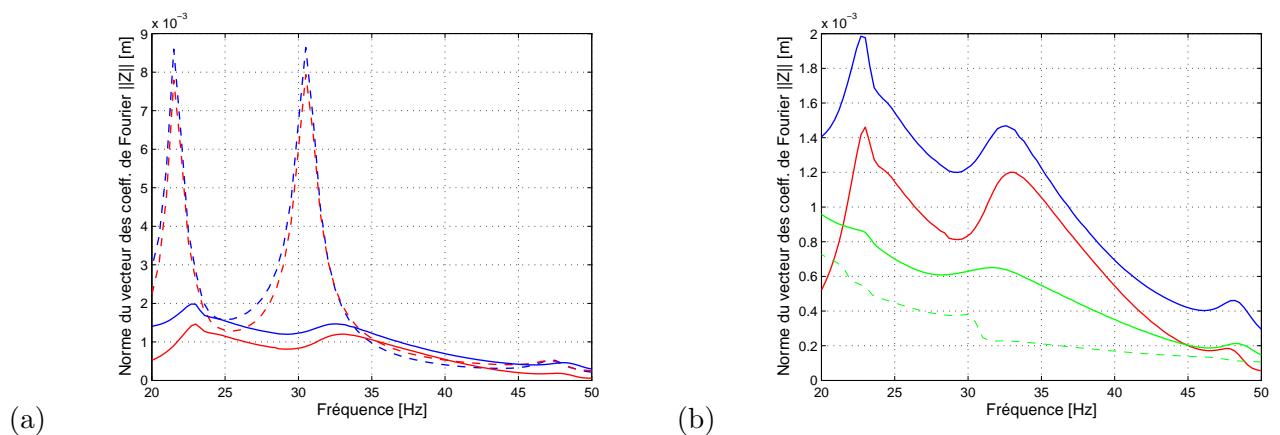 x 10⁻³
9
8
7
6
5
4
3
2
1
0
20 25 30 35 40 45 50
Norme du vecteur des coeff. de Fourier ||Z|| [m]
Fréquence [Hz]
(a)
x 10⁻³
2
1.8
1.6
1.4
1.2
1
0.8
0.6
0.4
0.2
0
20 25 30 35 40 45 50
Norme du vecteur des coeff. de Fourier ||Z|| [m]
Fréquence [Hz]
(b)